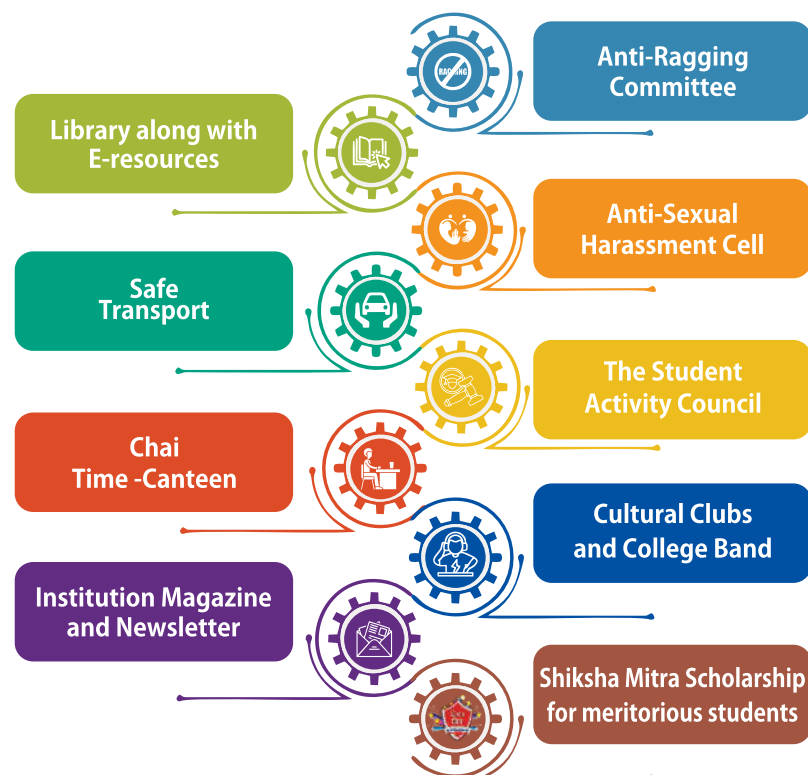 Anti-Ragging
Committee
RAGGING
Library along with
E-resources
Anti-Sexual
Harassment Cell
Safe
Transport
The Student
Activity Council
Chai
Time -Canteen
Cultural Clubs
and College Band
Institution Magazine
and Newsletter
Shiksha Mitra Scholarship
for meritorious students